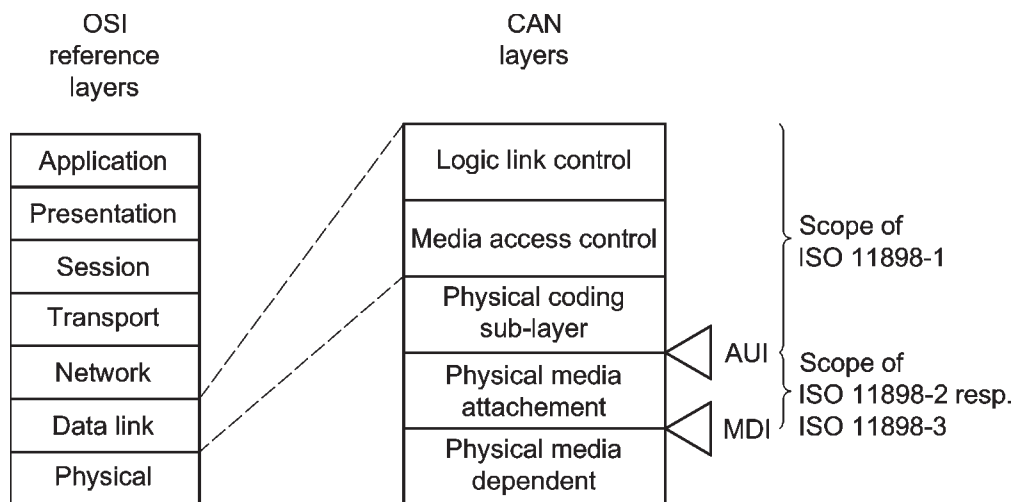 OSI
reference
layers
CAN
layers
Application
Presentation
Session
Transport
Network
Data link
Physical
Logic link control
Media access control
Physical coding
sub-layer
Physical media
attachement
Physical media
dependent
AUI
MDI
Scope of
ISO 11898-1
Scope of
ISO 11898-2 resp.
ISO 11898-3